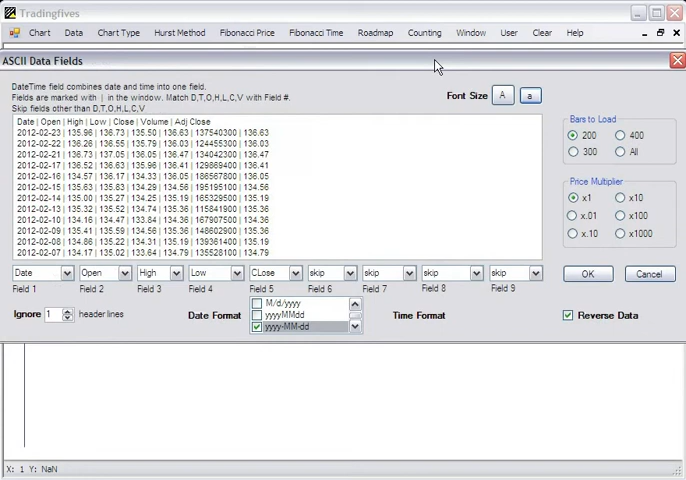 Tradingfives
Chart Data Chart Type Hurst Method Fibonacci Price Fibonacci Time Roadmap Counting Window User Clear Help
ASCII Data Fields
DateTime field combines date and time into one field.
Fields are marked with | in the window. Match D,T,O,H,L,C,V with Field #.
Skip fields other than D,T,O,H,L,C,V
Font Size A a
Date | Open | High | Low | Close | Volume | Adj Close
2012-02-23 | 135.96 | 136.73 | 135.50 | 136.63 | 137540300 | 136.63
2012-02-22 | 136.26 | 136.55 | 135.79 | 136.03 | 124455300 | 136.03
2012-02-21 | 136.73 | 137.05 | 136.05 | 136.47 | 134042300 | 136.47
2012-02-17 | 136.52 | 136.63 | 135.96 | 136.41 | 129869400 | 136.41
2012-02-16 | 134.57 | 136.17 | 134.33 | 136.05 | 186567800 | 136.05
2012-02-15 | 135.63 | 135.83 | 134.29 | 134.56 | 195195100 | 134.56
2012-02-14 | 135.00 | 135.27 | 134.25 | 135.19 | 165329500 | 135.19
2012-02-13 | 135.32 | 135.52 | 134.74 | 135.36 | 115841900 | 135.36
2012-02-10 | 134.16 | 134.47 | 133.84 | 134.36 | 167907500 | 134.36
2012-02-09 | 135.41 | 135.59 | 134.56 | 135.36 | 148602900 | 135.36
2012-02-08 | 134.86 | 135.22 | 134.31 | 135.19 | 139361400 | 135.19
2012-02-07 | 134.17 | 135.02 | 133.64 | 134.79 | 135528100 | 134.79
Bars to Load
200 400
300 All
Price Multiplier
x1 x10
x.01 x100
x.10 x1000
Date Open High Low CLose skip skip skip skip
Field 1 Field 2 Field 3 Field 4 Field 5 Field 6 Field 7 Field 8 Field 9
OK Cancel
Ignore 1 header lines
Date Format
M/d/yyyy
yyyyMMdd
yyyy-MM-dd
Time Format
Reverse Data
X: 1 Y: NaN